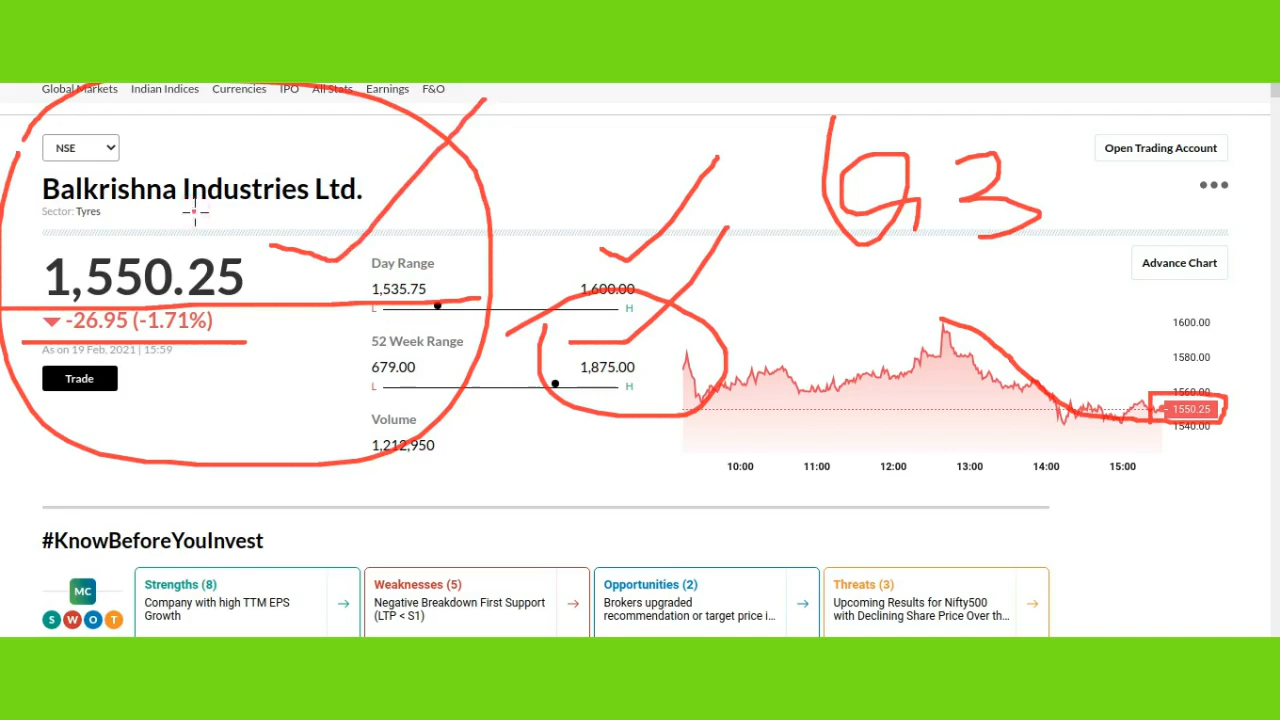 Global Markets Indian Indices Currencies IPO All Stats Earnings F&O
NSE
Open Trading Account
Balkrishna Industries Ltd.
Sector: Tyres
1,550.25
-26.95 (-1.71%)
As on 19 Feb, 2021 | 15:59
Trade
Day Range
1,535.75 1,600.00
L H
52 Week Range
679.00 1,875.00
L H
Volume
1,212,950
Advance Chart
1600.00
1580.00
1560.00
1550.25
1540.00
10:00 11:00 12:00 13:00 14:00 15:00
#KnowBeforeYouInvest
MC
S W O T
Strengths (8)
Company with high TTM EPS
Growth
Weaknesses (5)
Negative Breakdown First Support
(LTP < S1)
Opportunities (2)
Brokers upgraded
recommendation or target price i...
Threats (3)
Upcoming Results for Nifty500
with Declining Share Price Over th...